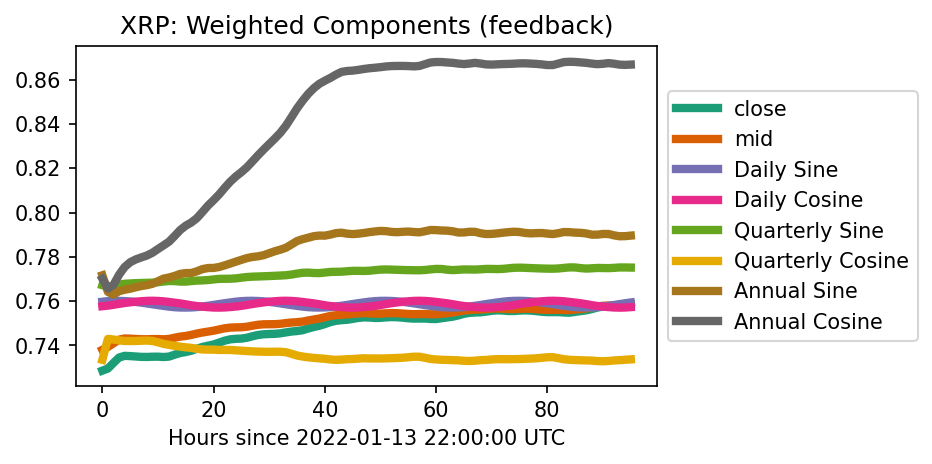 XRP: Weighted Components (feedback)
0.86
0.84
0.82
0.80
0.78
0.76
0.74
0
20
40
60
80
Hours since 2022-01-13 22:00:00 UTC
close
mid
Daily Sine
Daily Cosine
Quarterly Sine
Quarterly Cosine
Annual Sine
Annual Cosine